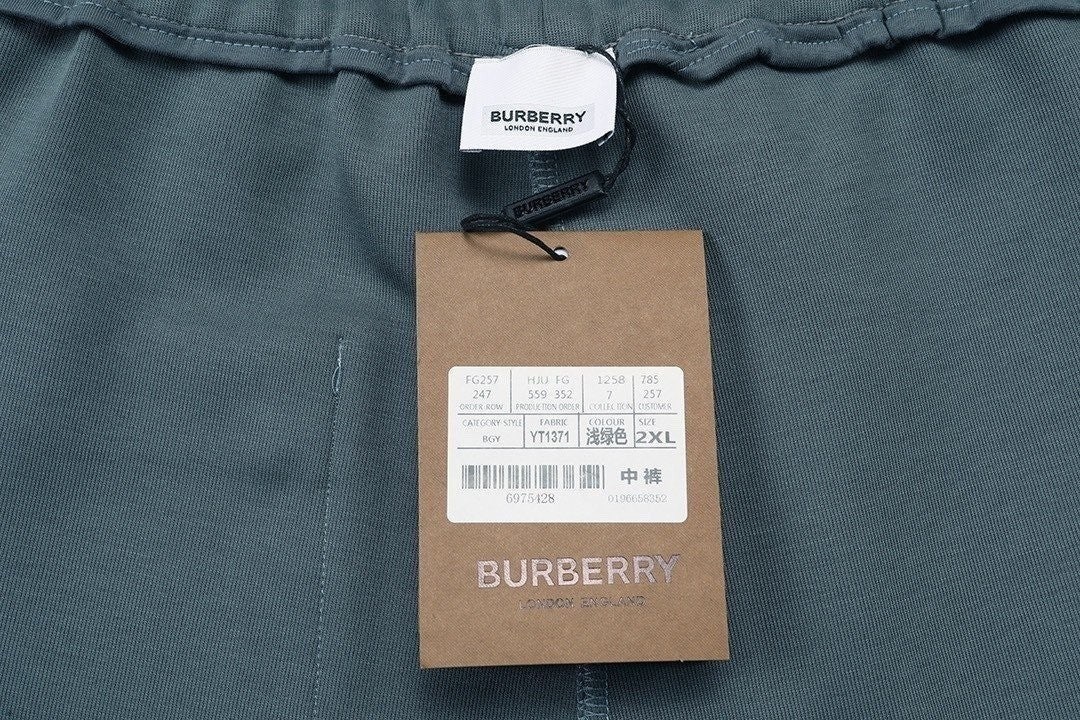 BURBERRY
LONDON ENGLAND
BURBERRY
FG257 HJU FG 1258 785
247 559 352 7 257
ORDER-ROW PRODUCTION ORDER COLLECTION CUSTOMER
CATEGORY-STYLE FABRIC COLOUR SIZE
BGY YT1371 浅绿色 2XL
中裤
6975428 0196658352
BURBERRY
LONDON ENGLAND